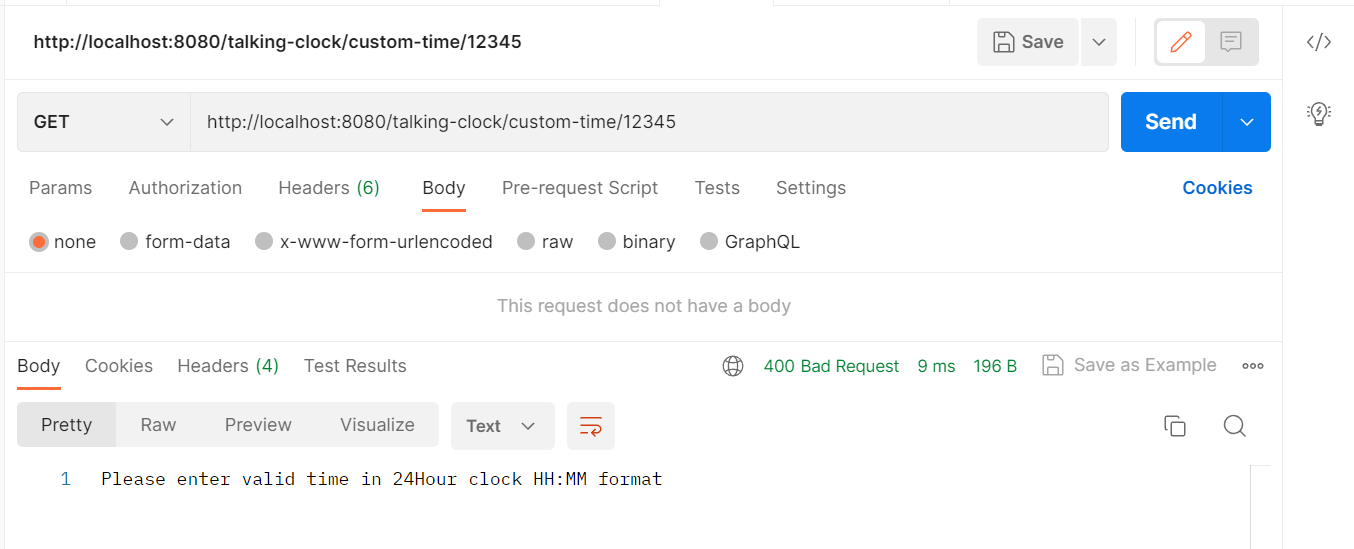 http://localhost:8080/talking-clock/custom-time/12345 Save
GET http://localhost:8080/talking-clock/custom-time/12345 Send
Params Authorization Headers (6) Body Pre-request Script Tests Settings Cookies
none form-data x-www-form-urlencoded raw binary GraphQL
This request does not have a body
Body Cookies Headers (4) Test Results 400 Bad Request 9 ms 196 B Save as Example
Pretty Raw Preview Visualize Text
1 Please enter valid time in 24Hour clock HH:MM format